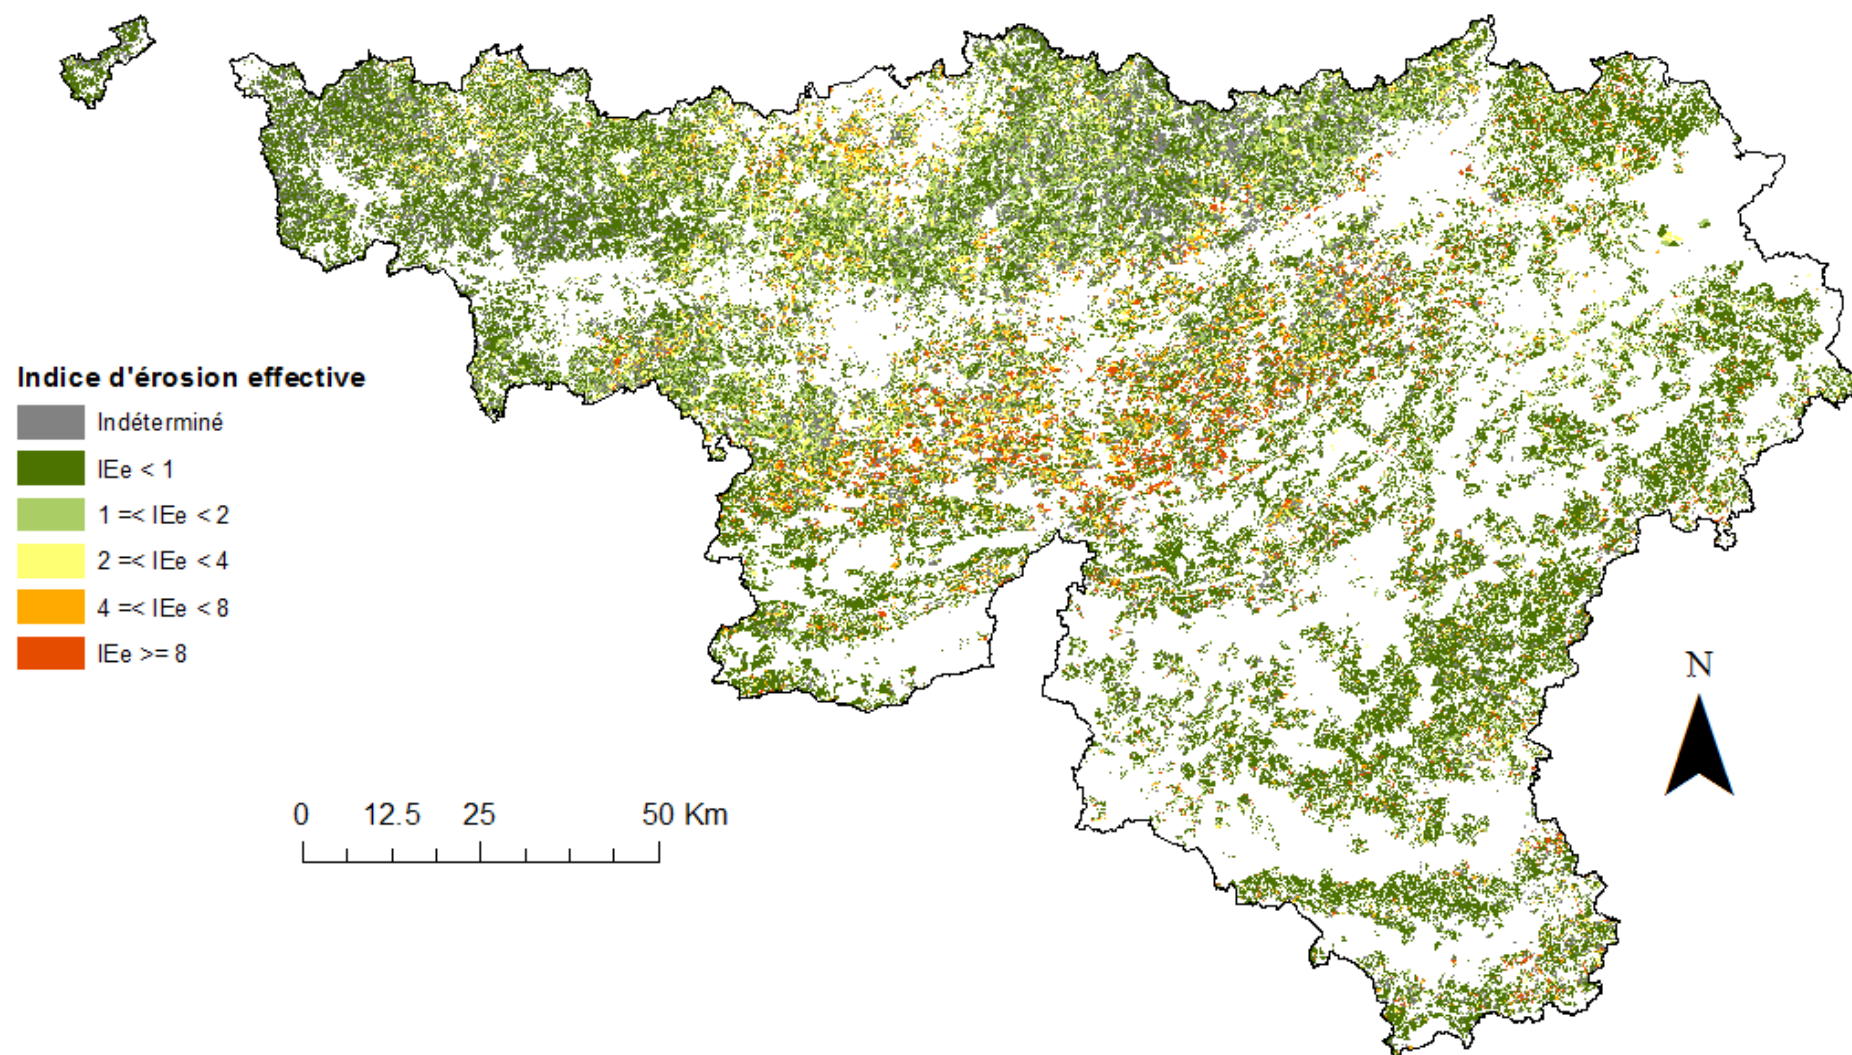 Indice d'érosion effective
Indéterminé
IEe < 1
1 =< IEe < 2
2 =< IEe < 4
4 =< IEe < 8
IEe >= 8
N
0 12.5 25 50 Km